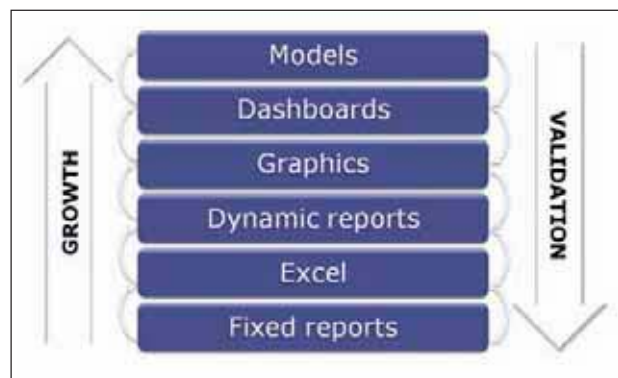 GROWTH
Models
Dashboards
Graphics
Dynamic reports
Excel
Fixed reports
VALIDATION